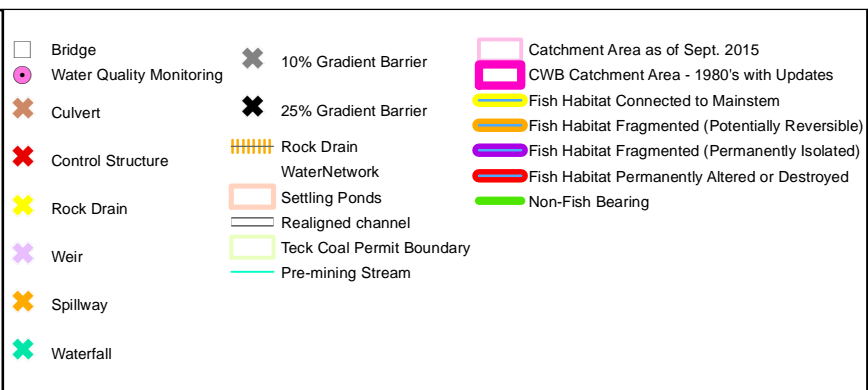 Bridge
Water Quality Monitoring
Culvert
Control Structure
Rock Drain
Weir
Spillway
Waterfall
10% Gradient Barrier
25% Gradient Barrier
Rock Drain
WaterNetwork
Settling Ponds
Realigned channel
Teck Coal Permit Boundary
Pre-mining Stream
Catchment Area as of Sept. 2015
CWB Catchment Area - 1980's with Updates
Fish Habitat Connected to Mainstem
Fish Habitat Fragmented (Potentially Reversible)
Fish Habitat Fragmented (Permanently Isolated)
Fish Habitat Permanently Altered or Destroyed
Non-Fish Bearing